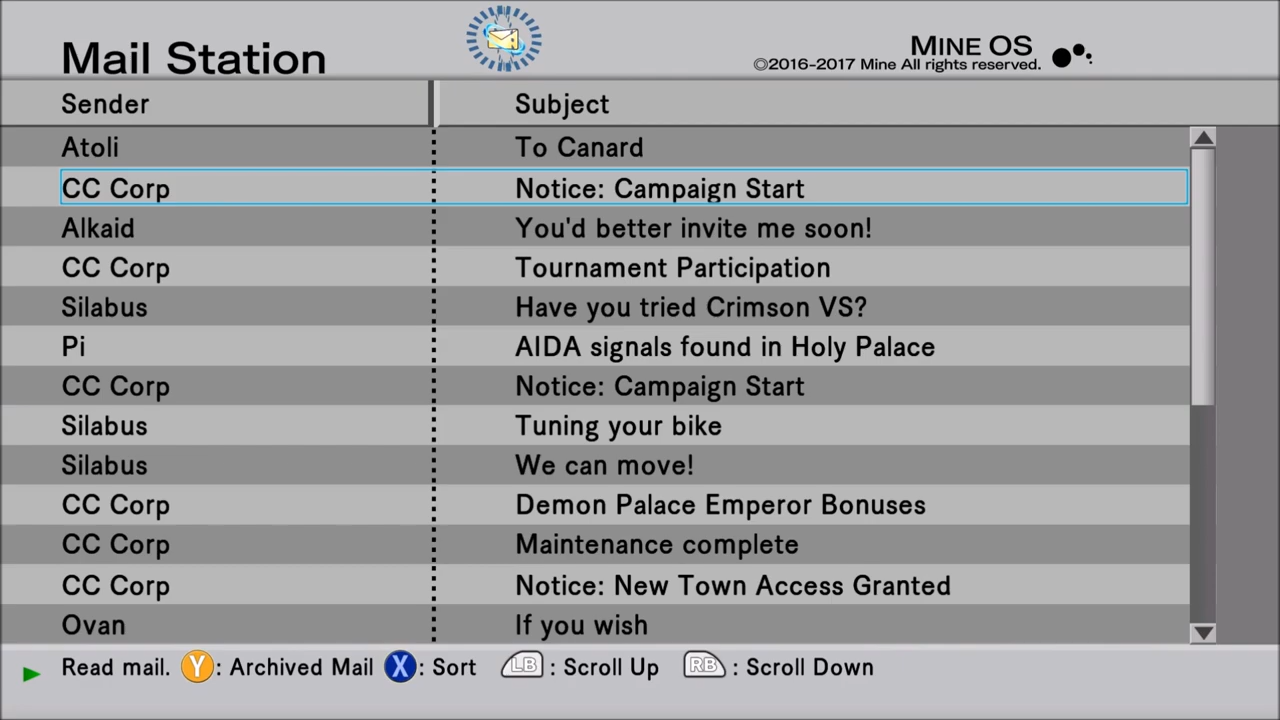 Mail Station
MINE OS
©2016-2017 Mine All rights reserved.
Sender Subject
Atoli To Canard
CC Corp Notice: Campaign Start
Alkaid You'd better invite me soon!
CC Corp Tournament Participation
Silabus Have you tried Crimson VS?
Pi AIDA signals found in Holy Palace
CC Corp Notice: Campaign Start
Silabus Tuning your bike
Silabus We can move!
CC Corp Demon Palace Emperor Bonuses
CC Corp Maintenance complete
CC Corp Notice: New Town Access Granted
Ovan If you wish
Read mail. Y: Archived Mail X: Sort LB: Scroll Up RB: Scroll Down